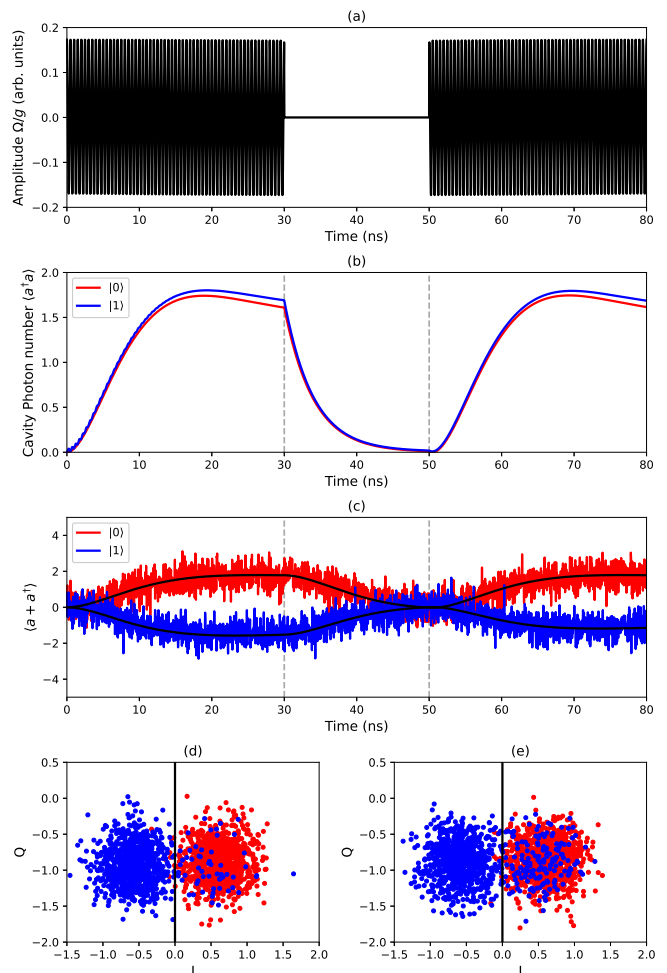 (a)
Amplitude Ω/g (arb. units)
0.2
0.1
0.0
−0.1
−0.2
0 10 20 30 40 50 60 70 80
Time (ns)
(b)
Cavity Photon number ⟨a†a⟩
|0⟩
|1⟩
2.0
1.5
1.0
0.5
0.0
0 10 20 30 40 50 60 70 80
Time (ns)
(c)
⟨a + a†⟩
|0⟩
|1⟩
4
2
0
−2
−4
0 10 20 30 40 50 60 70 80
Time (ns)
(d)
Q
0.5
0.0
−0.5
−1.0
−1.5
−2.0
−1.5 −1.0 −0.5 0.0 0.5 1.0 1.5 2.0
(e)
Q
0.5
0.0
−0.5
−1.0
−1.5
−2.0
−1.5 −1.0 −0.5 0.0 0.5 1.0 1.5 2.0